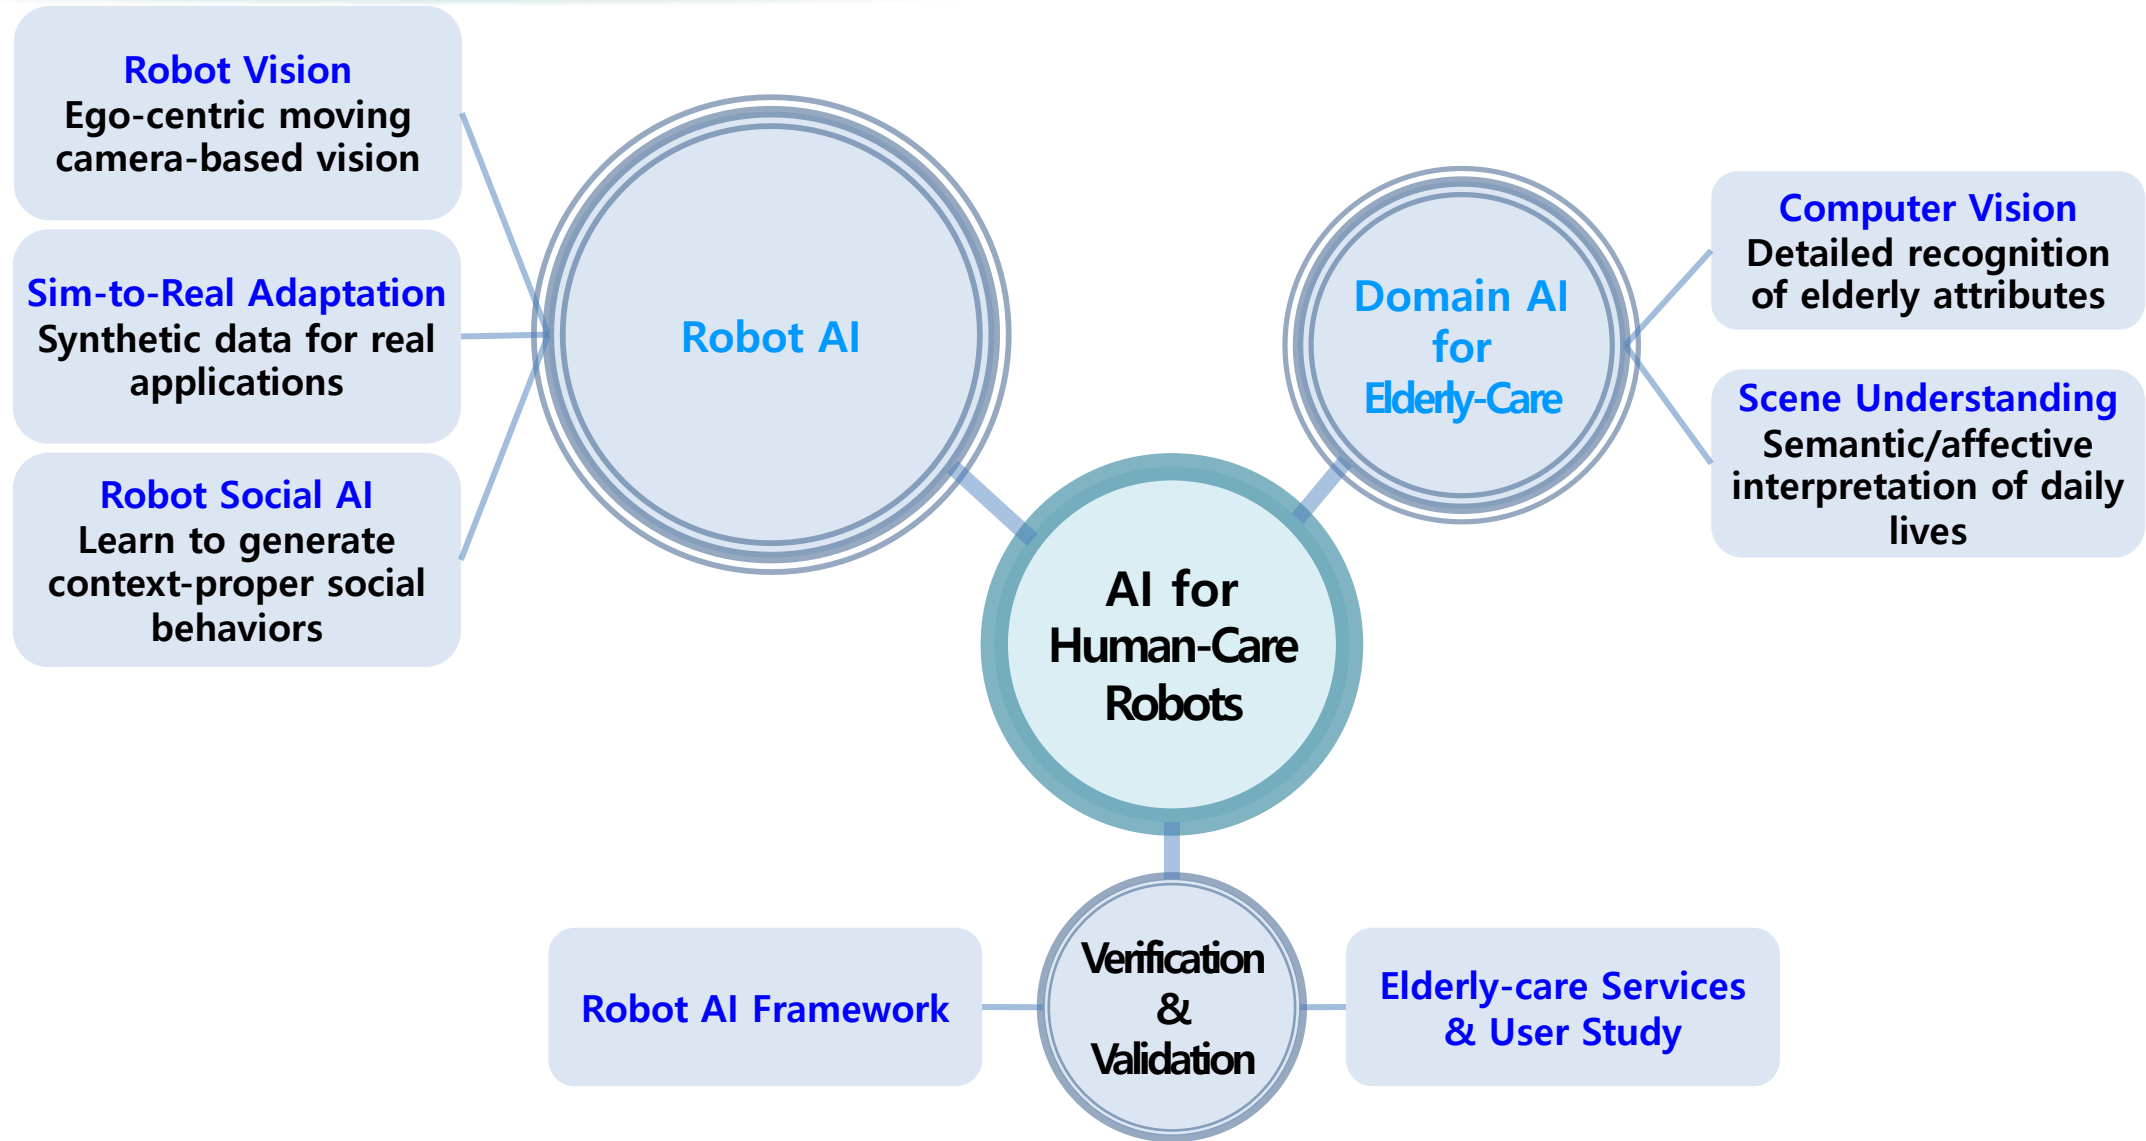 Robot Vision
Ego-centric moving
camera-based vision
Sim-to-Real Adaptation
Synthetic data for real
applications
Robot Social AI
Learn to generate
context-proper social
behaviors
Robot AI
Domain AI
for
Elderly-Care
Computer Vision
Detailed recognition
of elderly attributes
Scene Understanding
Semantic/affective
interpretation of daily
lives
AI for
Human-Care
Robots
Robot AI Framework
Verification
&
Validation
Elderly-care Services
& User Study